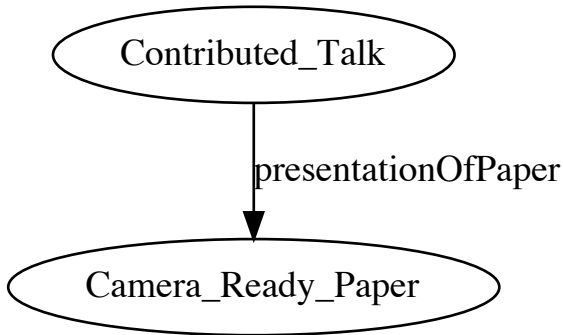 Contributed_Talk
presentationOfPaper
Camera_Ready_Paper